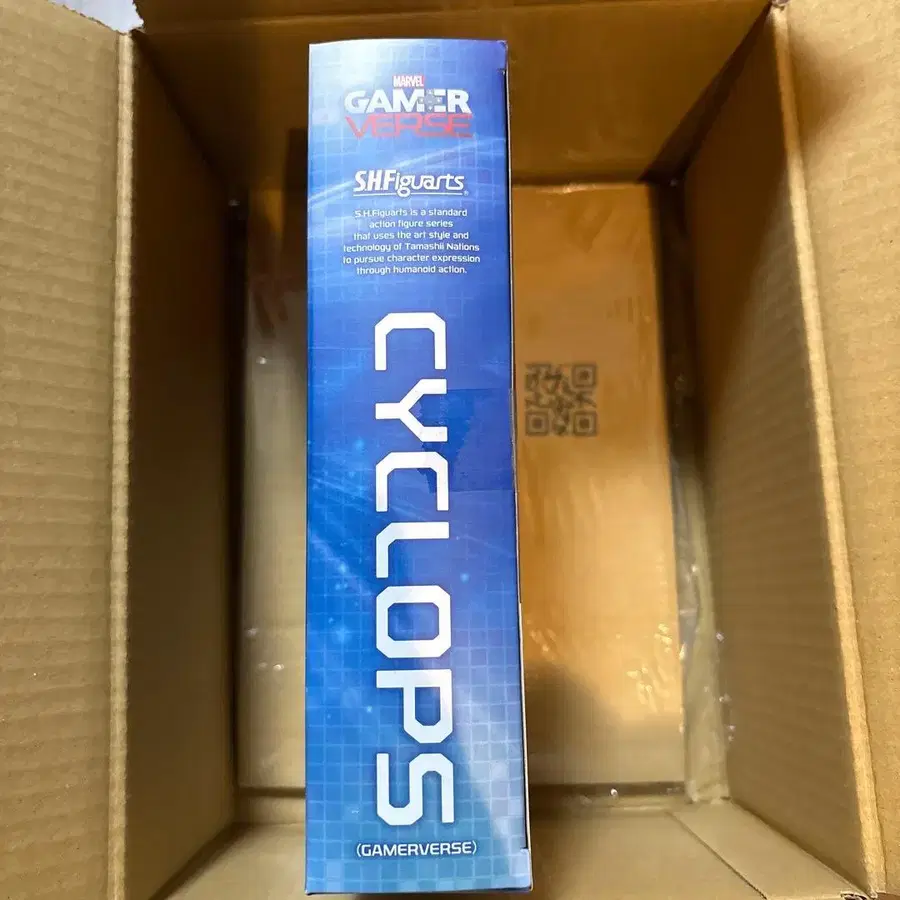 MARVEL
GAMER
VERSE
S.H.Figuarts
S.H.Figuarts is a standard
action figure series
that uses the art style and
technology of Tamashii Nations
to pursue character expression
through humanoid action.
CYCLOPS
(GAMERVERSE)